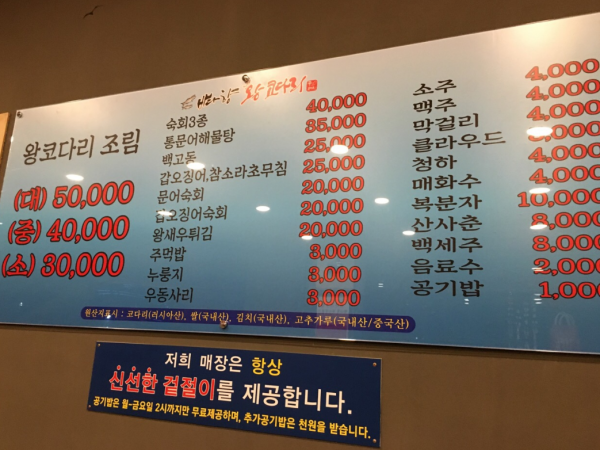 바다향 왕코다리
왕코다리 조림
(대) 50,000
(중) 40,000
(소) 30,000
숙회3종 40,000
통문어해물탕 35,000
백고동 25,000
갑오징어,참소라초무침 25,000
문어숙회 20,000
갑오징어숙회 20,000
왕새우튀김 20,000
주먹밥 3,000
누룽지 3,000
우동사리 3,000
소주 4,000
맥주 4,000
막걸리 4,000
클라우드
청하 4,000
매화수 4,000
복분자 10,000
산사춘 8,000
백세주 8,000
음료수 2,000
공기밥 1,000
원산지표시 : 코다리(러시아산), 쌀(국내산), 김치(국내산), 고추가루(국내산/중국산)
저희 매장은 항상
신선한 겉절이를 제공합니다.
공기밥은 월~금요일 2시까지만 무료제공하며, 추가공기밥은 천원을 받습니다.